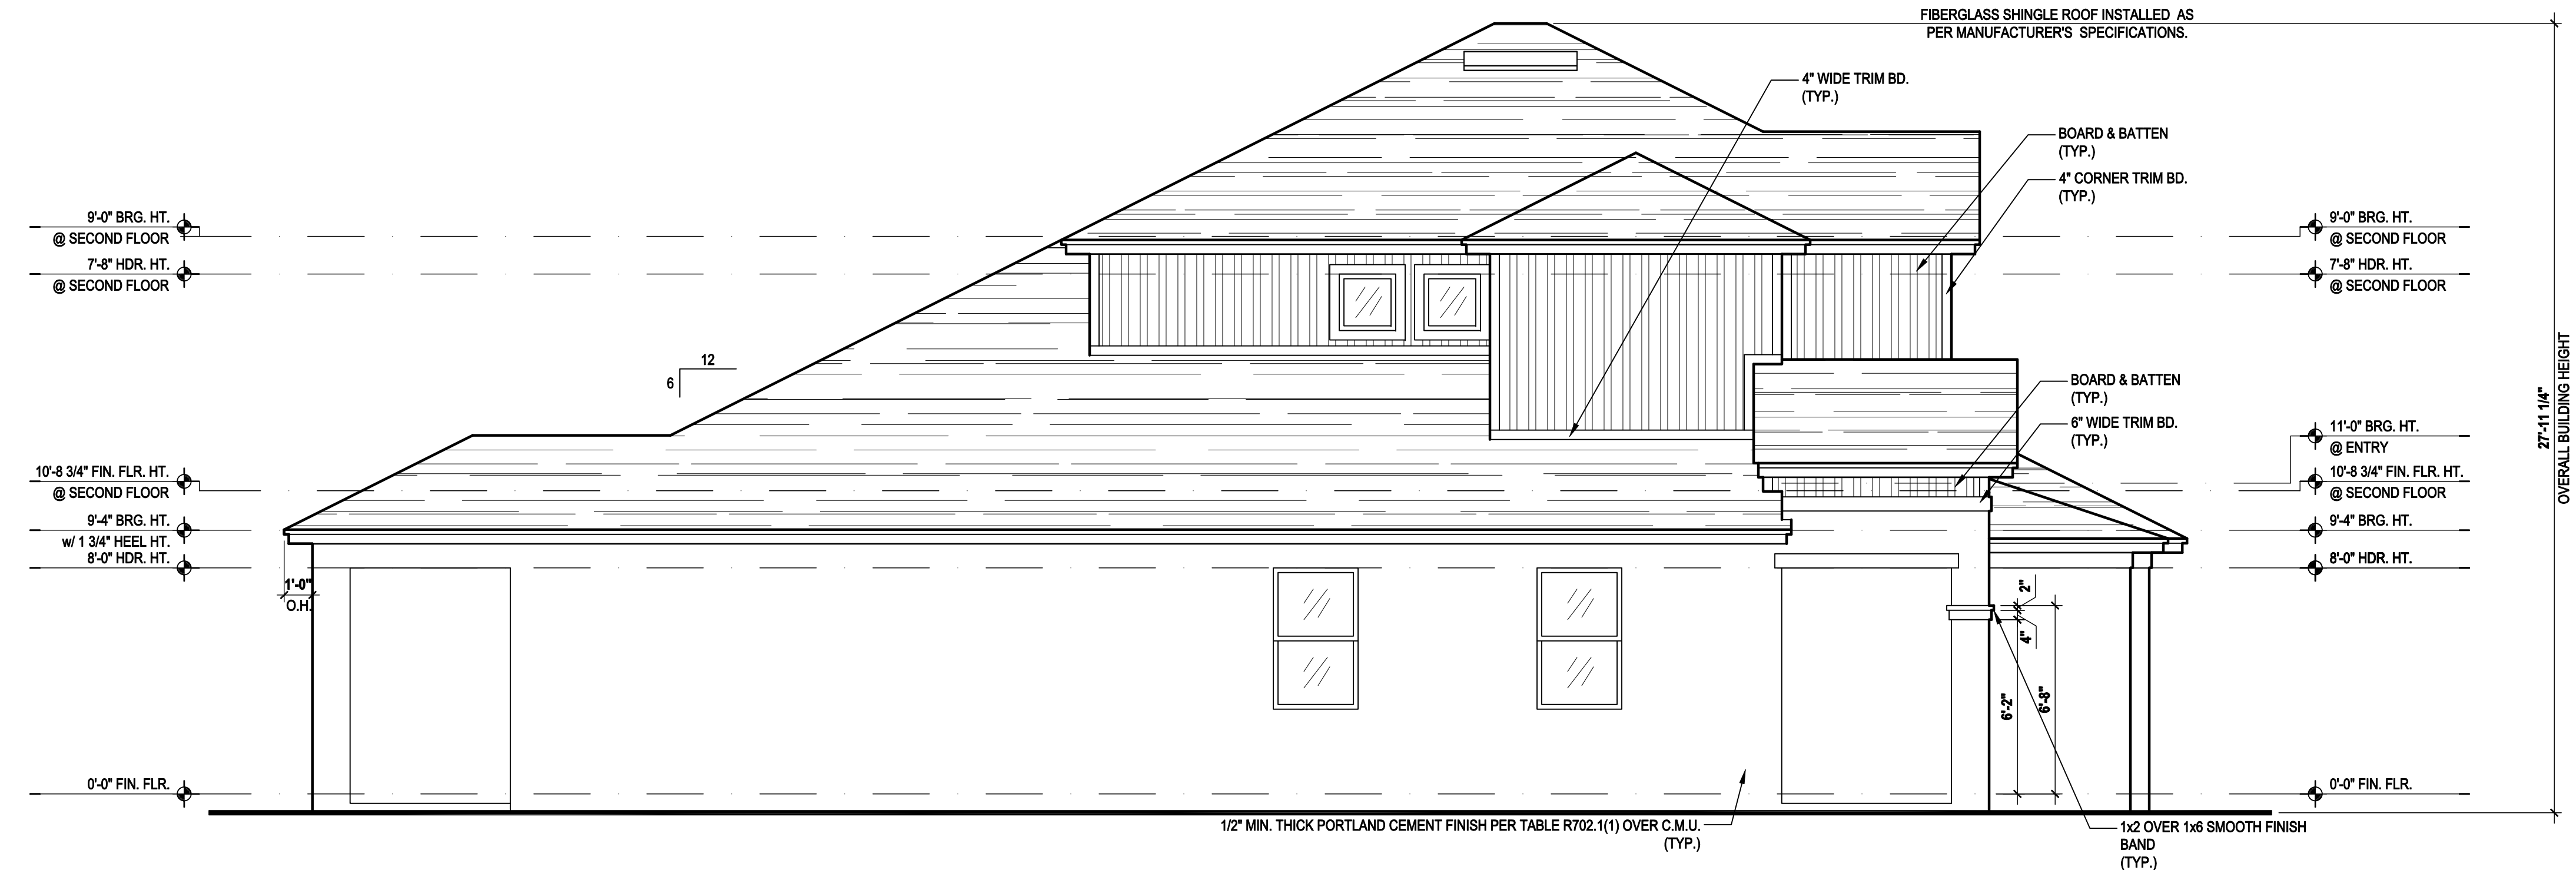 FIBERGLASS SHINGLE ROOF INSTALLED AS
PER MANUFACTURER'S SPECIFICATIONS.
4" WIDE TRIM BD.
(TYP.)
BOARD & BATTEN
(TYP.)
4" CORNER TRIM BD.
(TYP.)
9'-0" BRG. HT.
@ SECOND FLOOR
7'-8" HDR. HT.
@ SECOND FLOOR
9'-0" BRG. HT.
@ SECOND FLOOR
7'-8" HDR. HT.
@ SECOND FLOOR
12
6
BOARD & BATTEN
(TYP.)
6" WIDE TRIM BD.
(TYP.)
27'-11 1/4"
OVERALL BUILDING HEIGHT
10'-8 3/4" FIN. FLR. HT.
@ SECOND FLOOR
9'-4" BRG. HT.
w/ 1 3/4" HEEL HT.
8'-0" HDR. HT.
1'-0"
O.H.
11'-0" BRG. HT.
@ ENTRY
10'-8 3/4" FIN. FLR. HT.
@ SECOND FLOOR
9'-4" BRG. HT.
8'-0" HDR. HT.
2"
4"
6'-2"
6'-8"
0'-0" FIN. FLR.
0'-0" FIN. FLR.
1/2" MIN. THICK PORTLAND CEMENT FINISH PER TABLE R702.1(1) OVER C.M.U.
(TYP.)
1x2 OVER 1x6 SMOOTH FINISH
BAND
(TYP.)